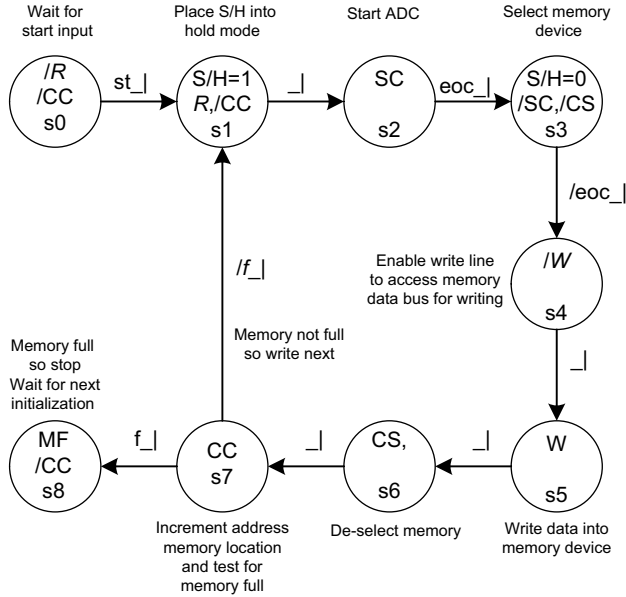 Wait for
start input
Place S/H into
hold mode
Start ADC
Select memory
device
/R
/CC
s0
st_|
S/H=1
R,/CC
s1
_|
SC
s2
eoc_|
S/H=0
/SC,/CS
s3
/eoc_|
Enable write line
to access memory
data bus for writing
/W
s4
_|
/f_|
Memory not full
so write next
Memory full
so stop
Wait for next
initialization
MF
/CC
s8
f_|
CC
s7
_|
CS,
s6
_|
W
s5
Increment address
memory location
and test for
memory full
De-select memory
Write data into
memory device